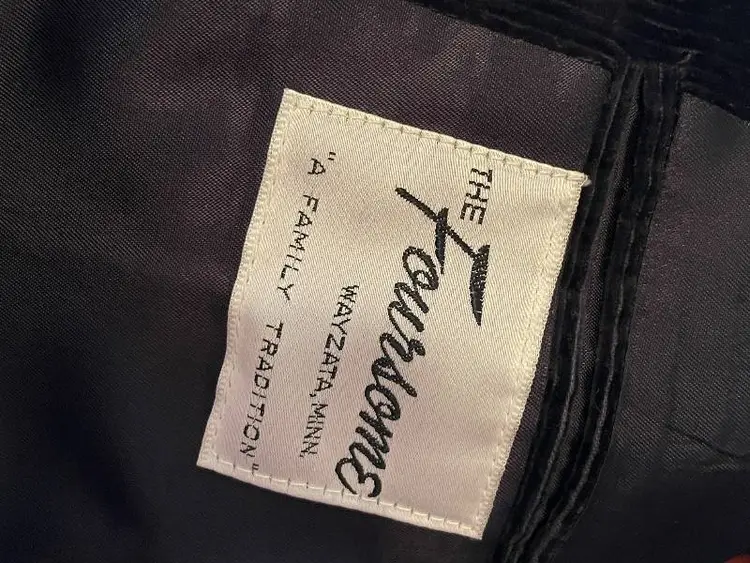 THE
Foursome
WAYZATA, MINN.
"A FAMILY TRADITION"